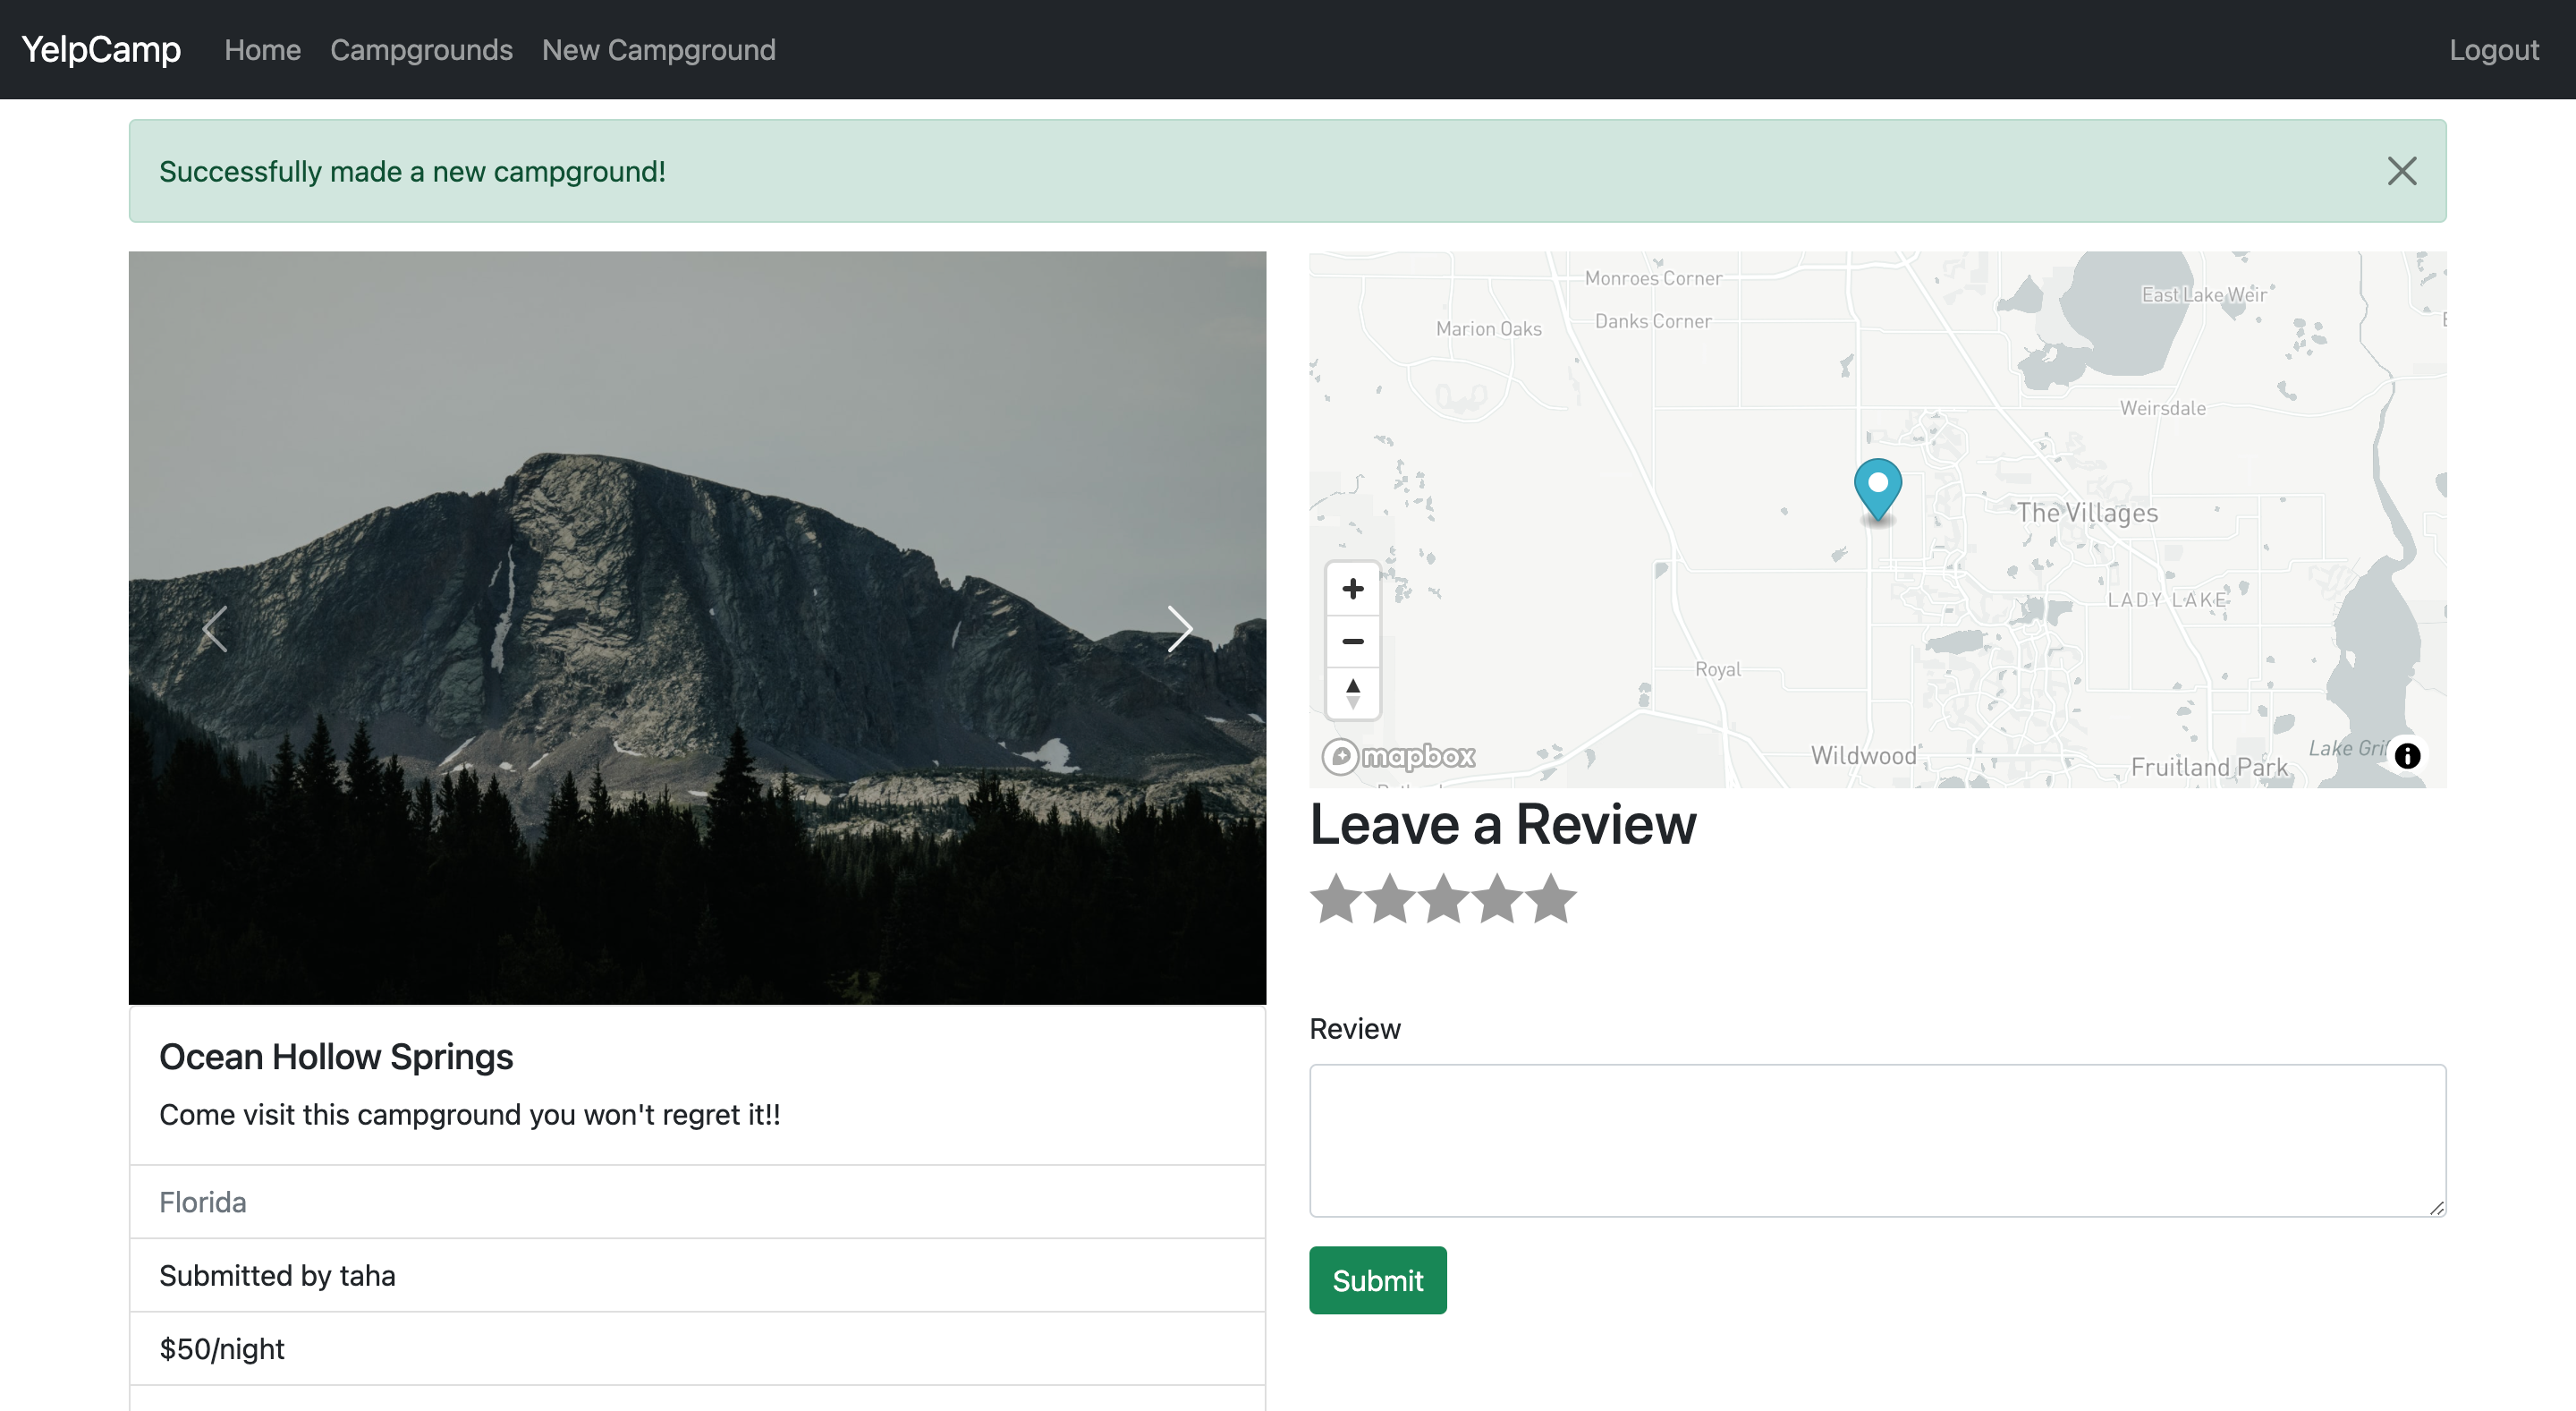 YelpCamp Home Campgrounds New Campground Logout
Successfully made a new campground!
Monroes Corner
East Lake Weir
Marion Oaks
Danks Corner
Weirsdale
The Villages
LADY LAKE
Royal
Wildwood
Fruitland Park
mapbox
Leave a Review
Review
Submit
Ocean Hollow Springs
Come visit this campground you won't regret it!!
Florida
Submitted by taha
$50/night